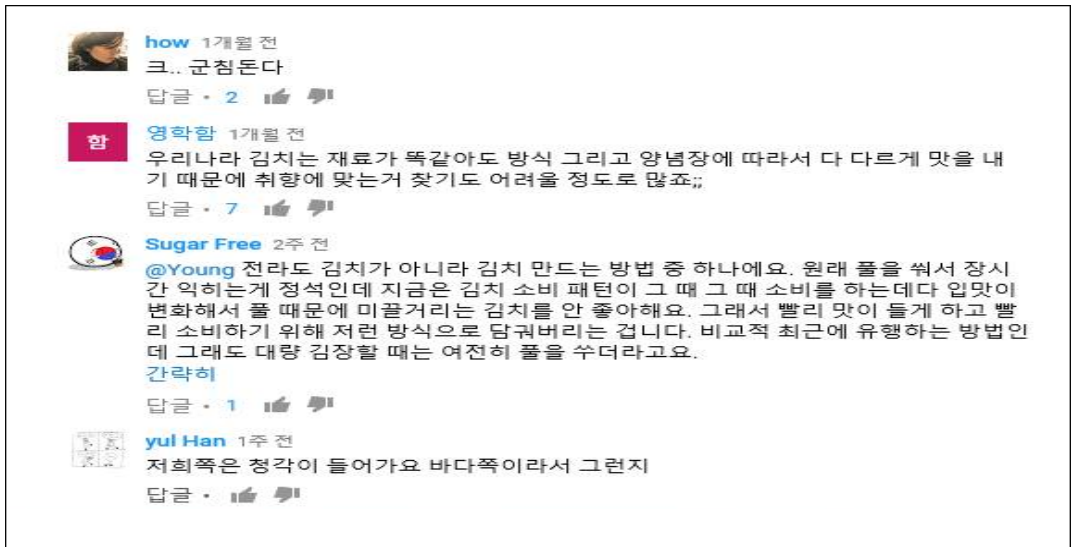 how 1개월 전
크.. 군침돈다
답글 • 2
함
영학함 1개월 전
우리나라 김치는 재료가 똑같아도 방식 그리고 양념장에 따라서 다 다르게 맛을 내
기 때문에 취향에 맞는거 찾기도 어려울 정도로 많죠;;
답글 • 7
Sugar Free 2주 전
@Young 전라도 김치가 아니라 김치 만드는 방법 중 하나에요. 원래 풀을 쒀서 장시
간 익히는게 정석인데 지금은 김치 소비 패턴이 그 때 그 때 소비를 하는데다 입맛이
변화해서 풀 때문에 미끌거리는 김치를 안 좋아해요. 그래서 빨리 맛이 들게 하고 빨
리 소비하기 위해 저런 방식으로 담궈버리는 겁니다. 비교적 최근에 유행하는 방법인
데 그래도 대량 김장할 때는 여전히 풀을 쑤더라고요.
간략히
답글 • 1
yul Han 1주 전
저희쪽은 청각이 들어가요 바다쪽이라서 그런지
답글 •